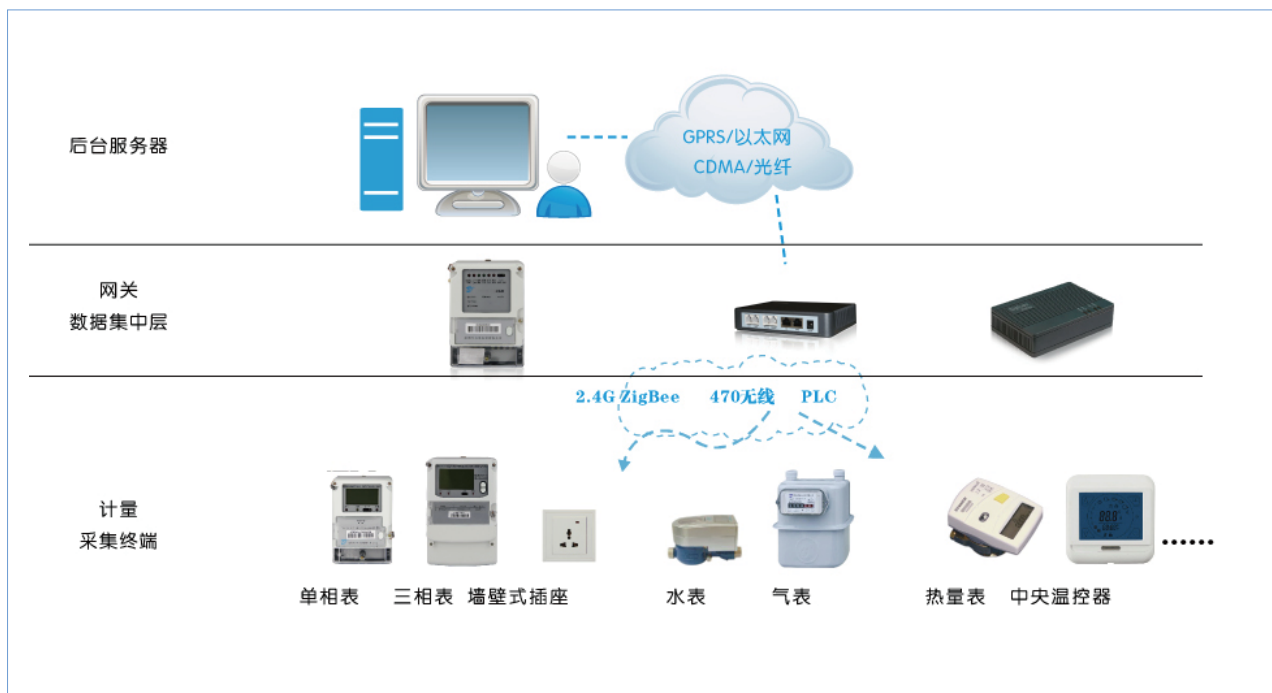 后台服务器
GPRS/以太网
CDMA/光纤
网关
数据集中层
2.4G ZigBee 470无线 PLC
计量
采集终端
单相表 三相表 墙壁式插座 水表 气表 热量表 中央温控器
......